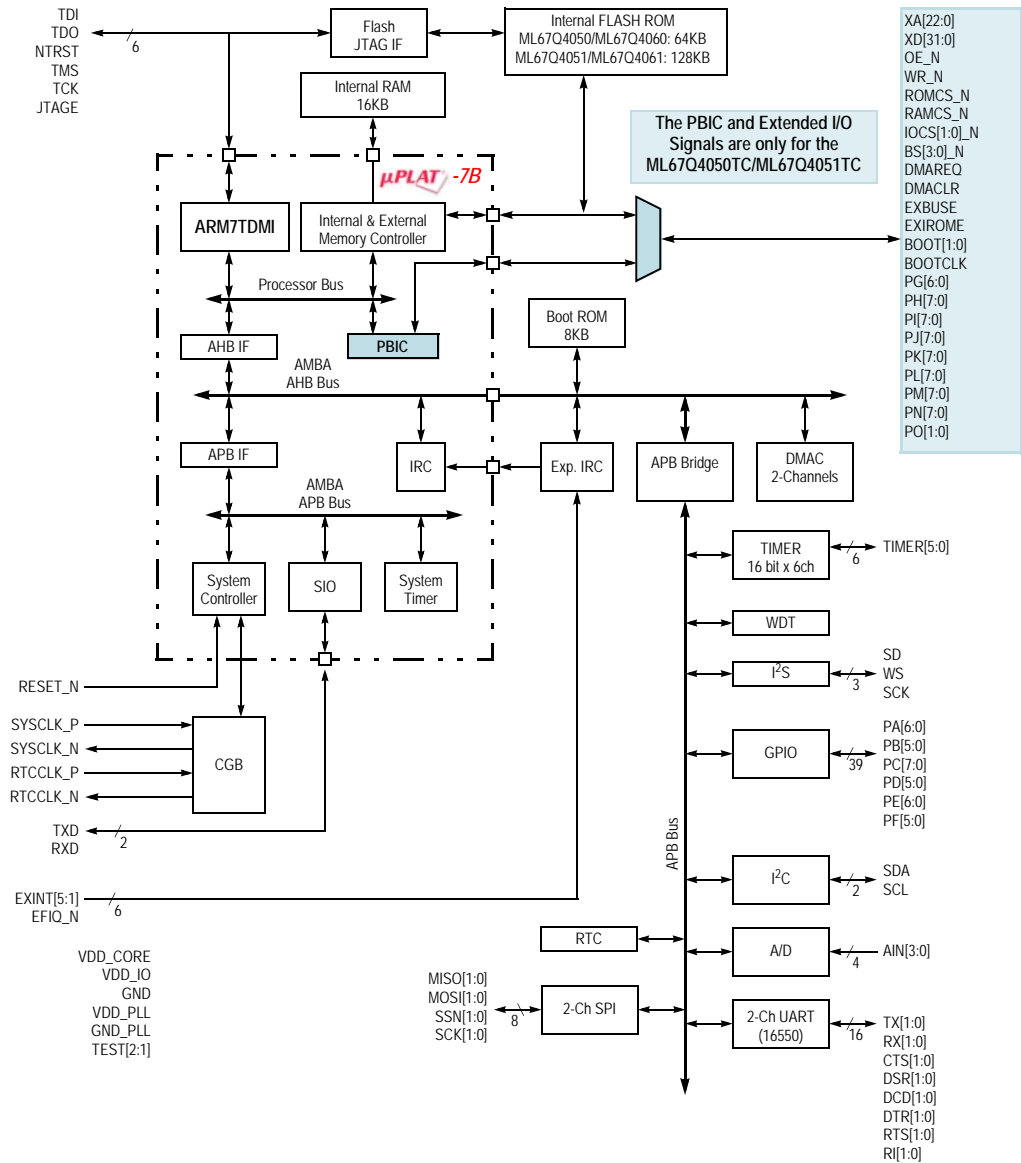 TDI
TDO
NTRST
TMS
TCK
JTAGE
6
Flash
JTAG IF
Internal FLASH ROM
ML67Q4050/ML67Q4060: 64KB
ML67Q4051/ML67Q4061: 128KB
Internal RAM
16KB
The PBIC and Extended I/O
Signals are only for the
ML67Q4050TC/ML67Q4051TC
XA[22:0]
XD[31:0]
OE_N
WR_N
ROMCS_N
RAMCS_N
IOCS[1:0]_N
BS[3:0]_N
DMAREQ
DMACLR
EXBUSE
EXIROME
BOOT[1:0]
BOOTCLK
PG[6:0]
PH[7:0]
PI[7:0]
PJ[7:0]
PK[7:0]
PL[7:0]
PM[7:0]
PN[7:0]
PO[1:0]
µPLAT -7B
ARM7TDMI
Internal & External
Memory Controller
Processor Bus
AHB IF
PBIC
Boot ROM
8KB
AMBA
AHB Bus
APB IF
IRC
Exp. IRC
APB Bridge
DMAC
2-Channels
AMBA
APB Bus
System
Controller
SIO
System
Timer
TIMER
16 bit x 6ch
6
TIMER[5:0]
WDT
I²S
3
SD
WS
SCK
RESET_N
SYSCLK_P
SYSCLK_N
RTCCLK_P
RTCCLK_N
CGB
GPIO
39
PA[6:0]
PB[5:0]
PC[7:0]
PD[5:0]
PE[6:0]
PF[5:0]
TXD
RXD
2
APB Bus
I²C
2
SDA
SCL
EXINT[5:1]
EFIQ_N
6
RTC
A/D
4
AIN[3:0]
VDD_CORE
VDD_IO
GND
VDD_PLL
GND_PLL
TEST[2:1]
MISO[1:0]
MOSI[1:0]
SSN[1:0]
SCK[1:0]
8
2-Ch SPI
2-Ch UART
(16550)
16
TX[1:0]
RX[1:0]
CTS[1:0]
DSR[1:0]
DCD[1:0]
DTR[1:0]
RTS[1:0]
RI[1:0]